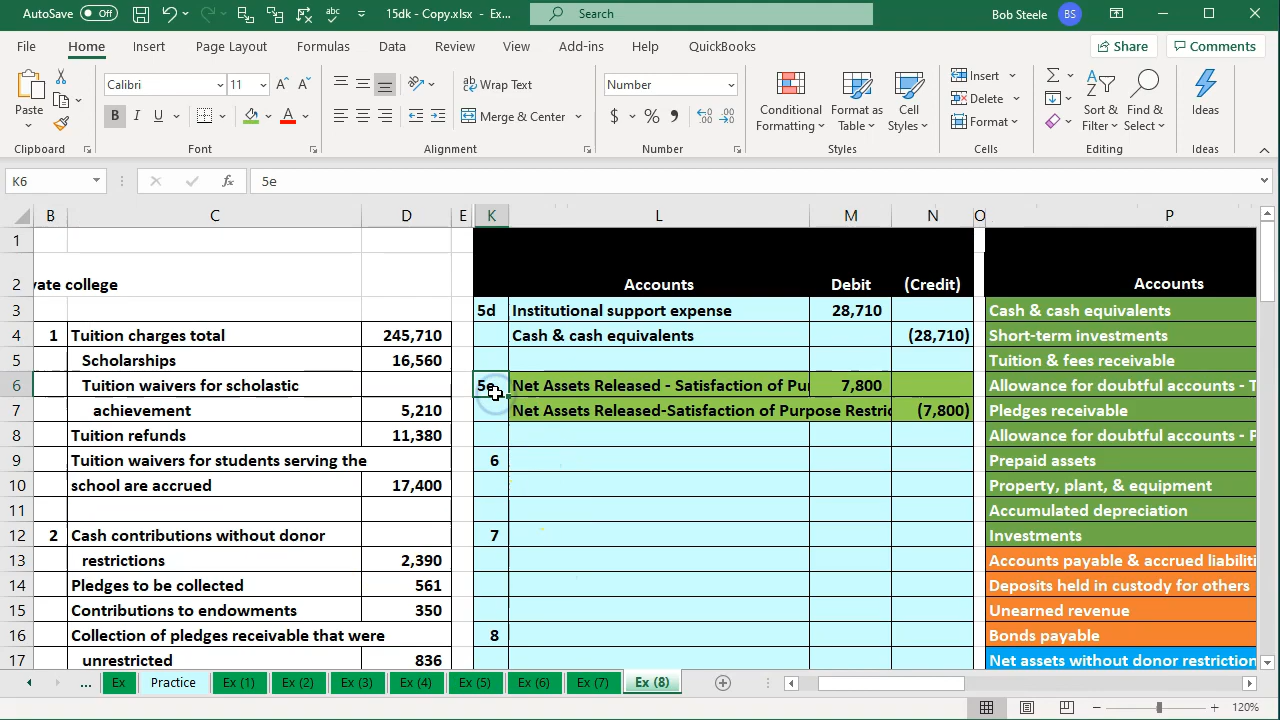 AutoSave Off 15dk - Copy.xlsx - Ex... Search Bob Steele BS
File Home Insert Page Layout Formulas Data Review View Add-ins Help QuickBooks Share Comments
Paste Calibri 11 Wrap Text Number Conditional Format as Cell Insert Delete Format Sort & Find & Ideas
B I U A Merge & Center $ % Formatting Table Styles Filter Select
Clipboard Font Alignment Number Styles Cells Editing Ideas
K6 fx 5e
B C D E K L M N O P
1
2 vate college Accounts Debit (Credit) Accounts
3 5d Institutional support expense 28,710 Cash & cash equivalents
4 1 Tuition charges total 245,710 Cash & cash equivalents (28,710) Short-term investments
5 Scholarships 16,560 Tuition & fees receivable
6 Tuition waivers for scholastic 5e Net Assets Released - Satisfaction of Pur 7,800 Allowance for doubtful accounts - T
7 achievement 5,210 Net Assets Released-Satisfaction of Purpose Restric (7,800) Pledges receivable
8 Tuition refunds 11,380 Allowance for doubtful accounts - P
9 Tuition waivers for students serving the 6 Prepaid assets
10 school are accrued 17,400 Property, plant, & equipment
11 Accumulated depreciation
12 2 Cash contributions without donor 7 Investments
13 restrictions 2,390 Accounts payable & accrued liabiliti
14 Pledges to be collected 561 Deposits held in custody for others
15 Contributions to endowments 350 Unearned revenue
16 Collection of pledges receivable that were 8 Bonds payable
17 unrestricted 836 Net assets without donor restriction
... Ex Practice Ex (1) Ex (2) Ex (3) Ex (4) Ex (5) Ex (6) Ex (7) Ex (8)
120%